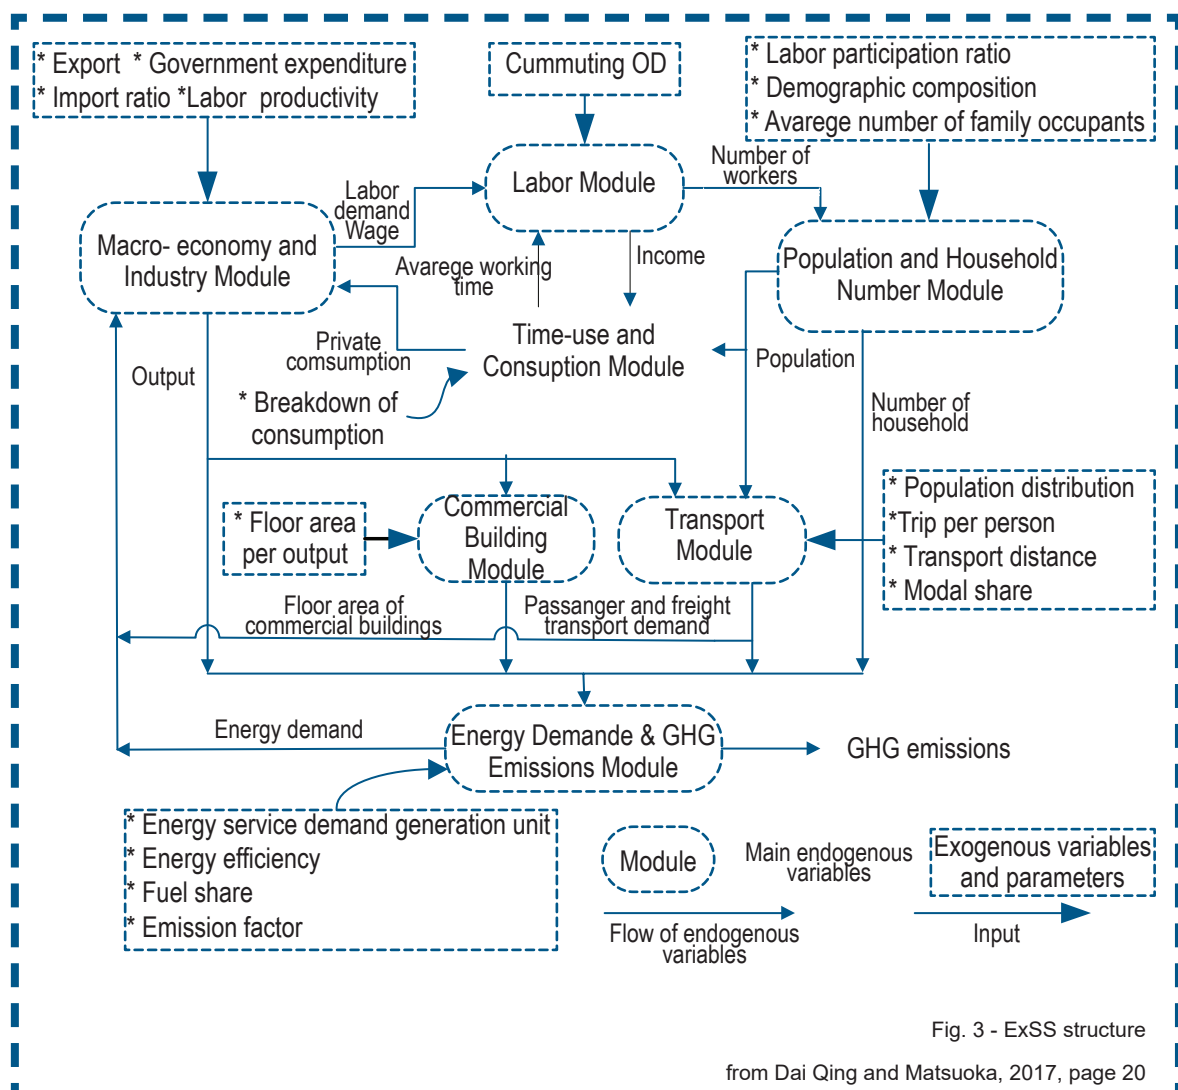 * Export * Government expenditure
* Import ratio *Labor productivity
Cummuting OD
* Labor participation ratio
* Demographic composition
* Avarege number of family occupants
Labor Module
Number of
workers
Labor
demand
Wage
Macro- economy and
Industry Module
Avarege working
time
Income
Population and Household
Number Module
Time-use and
Consuption Module
Private
comsumption
Population
Output
* Breakdown of
consumption
Number of
household
* Floor area
per output
Commercial
Building
Module
Transport
Module
* Population distribution
*Trip per person
* Transport distance
* Modal share
Floor area of
commercial buildings
Passanger and freight
transport demand
Energy demand
Energy Demande & GHG
Emissions Module
GHG emissions
* Energy service demand generation unit
* Energy efficiency
* Fuel share
* Emission factor
Module
Main endogenous
variables
Exogenous variables
and parameters
Flow of endogenous
variables
Input
Fig. 3 - ExSS structure
from Dai Qing and Matsuoka, 2017, page 20